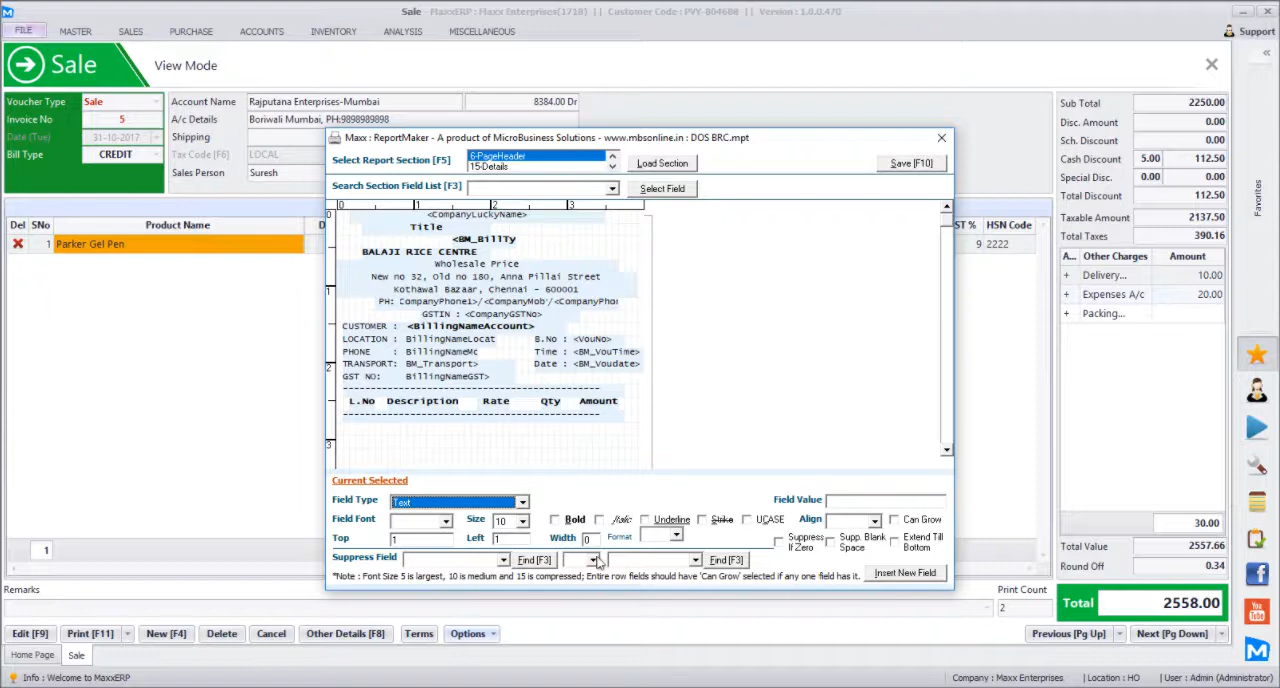 Sale - MaxxERP : Maxx Enterprises(1718) || Customer Code : PVY-804688 || Version : 1.0.0.470
FILE MASTER SALES PURCHASE ACCOUNTS INVENTORY ANALYSIS MISCELLANEOUS Support
Sale View Mode
Voucher Type Sale Account Name Rajputana Enterprises-Mumbai 8384.00 Dr Sub Total 2250.00
Invoice No 5 A/c Details Boriwali Mumbai, PH:9898989898 Disc. Amount 0.00
Date (Tue) 31-10-2017 Shipping Sch. Discount 0.00
Bill Type CREDIT Tax Code [F6] LOCAL Cash Discount 5.00 112.50
Sales Person Suresh Special Disc. 0.00 0.00
Total Discount 112.50
Taxable Amount 2137.50
Total Taxes 390.16
Favorites
Del SNo Product Name D ST % HSN Code
1 Parker Gel Pen 9 2222
A... Other Charges Amount
+ Delivery... 10.00
+ Expenses A/c 20.00
+ Packing...
Maxx : ReportMaker - A product of MicroBusiness Solutions - www.mbsonline.in : DOS BRC.mpt
Select Report Section [F5] 6-PageHeader Load Section Save [F10]
15-Details
Search Section Field List [F3] Select Field
0 1 2 3
<CompanyLuckyName>
Title
<BM_BillTy
BALAJI RICE CENTRE
Wholesale Price
New no 32, Old no 180, Anna Pillai Street
Kothawal Bazaar, Chennai - 600001
PH: CompanyPhone1>/<CompanyMob'/<CompanyPhor
GSTIN : <CompanyGSTNo>
CUSTOMER : <BillingNameAccount>
LOCATION : BillingNameLocat B.No : <VouNo>
PHONE : BillingNameMc Time : <BM_VouTime>
TRANSPORT: BM_Transport> Date : <BM_Voudate>
GST NO: BillingNameGST>
L.No Description Rate Qty Amount
Current Selected
Field Type Text Field Value
Field Font Size 10 Bold Italic Underline Strike UCASE Align Can Grow
Top 1 Left 1 Width 0 Format Suppress If Zero Supp. Blank Space Extend Till Bottom
Suppress Field Find [F3] Find [F3]
*Note : Font Size 5 is largest, 10 is medium and 15 is compressed; Entire row fields should have 'Can Grow' selected if any one field has it. Insert New Field
30.00
1 Total Value 2557.66
Round Off 0.34
Remarks Print Count
2 Total 2558.00
Edit [F9] Print [F11] New [F4] Delete Cancel Other Details [F8] Terms Options Previous [Pg Up] Next [Pg Down]
Home Page Sale
Info : Welcome to MaxxERP Company : Maxx Enterprises | Location : HO | User : Admin (Administrator)